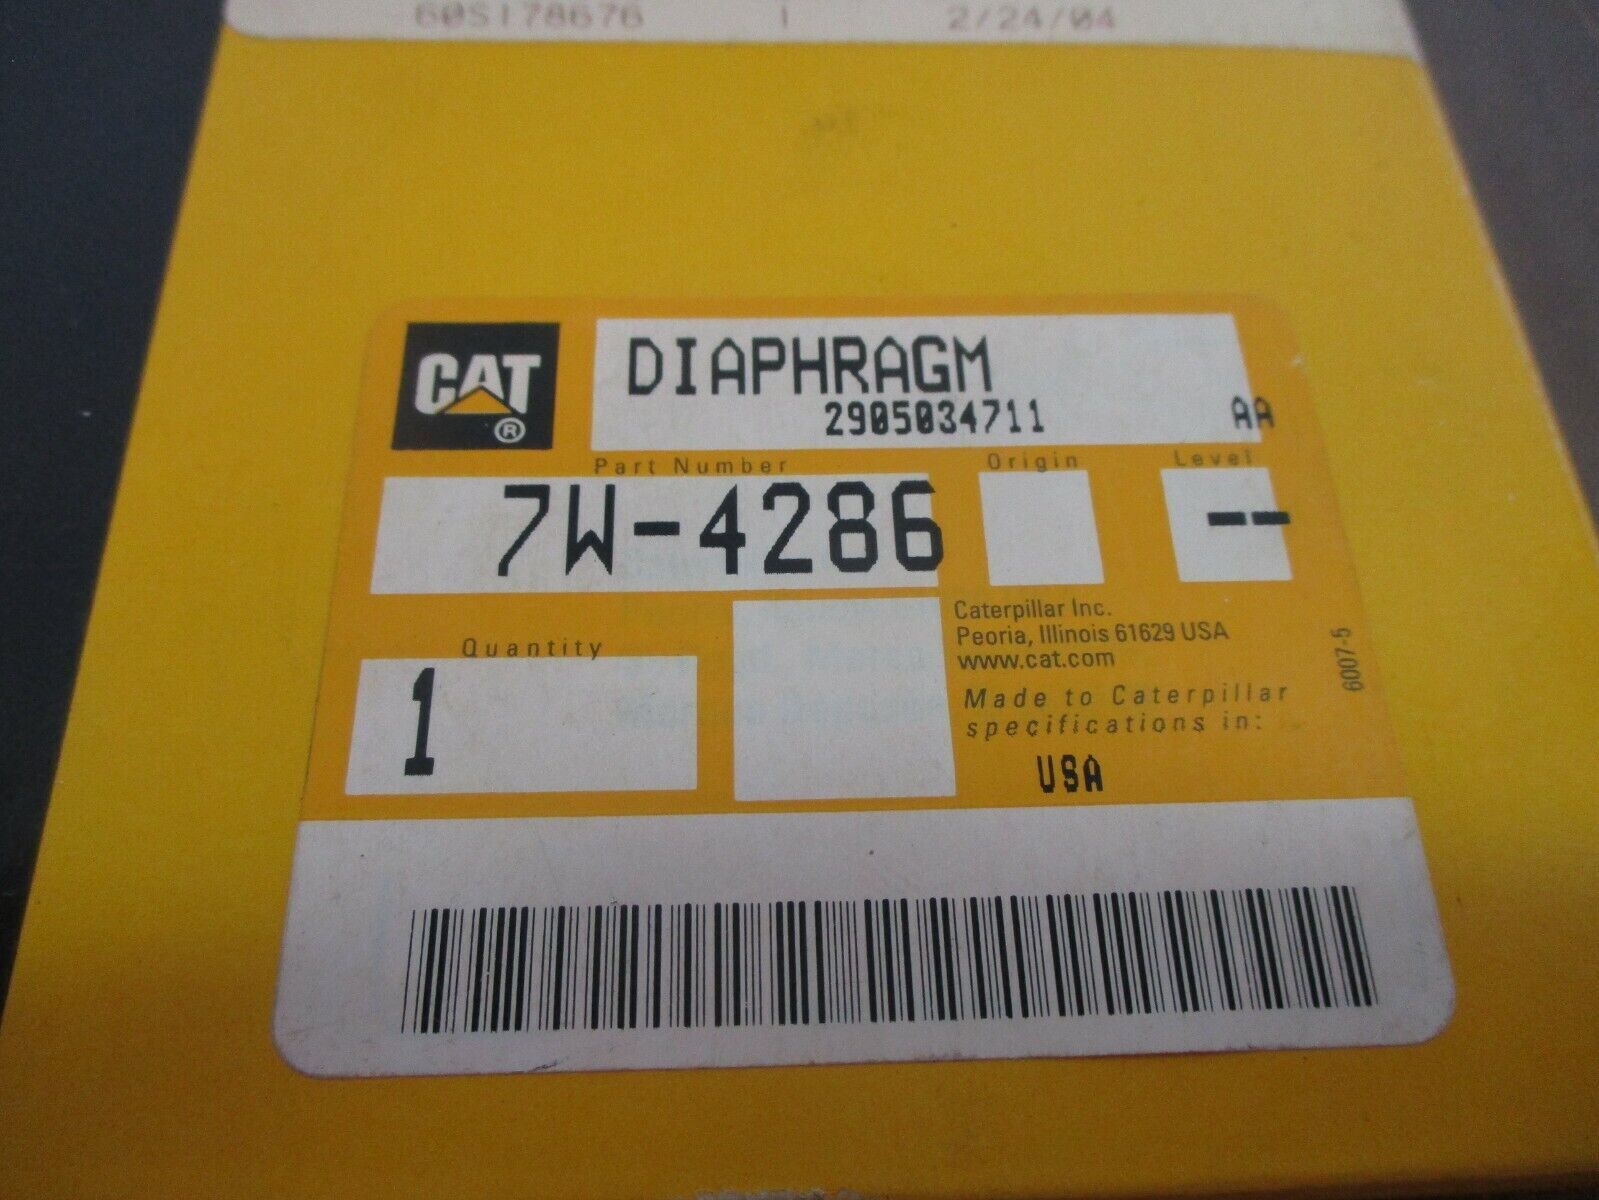 60S178676 1 2/24/04
CAT
®
DIAPHRAGM
2905034711 AA
Part Number Origin Level
7W-4286 --
Quantity
1
Caterpillar Inc.
Peoria, Illinois 61629 USA
www.cat.com
Made to Caterpillar
specifications in:
USA
6007-5